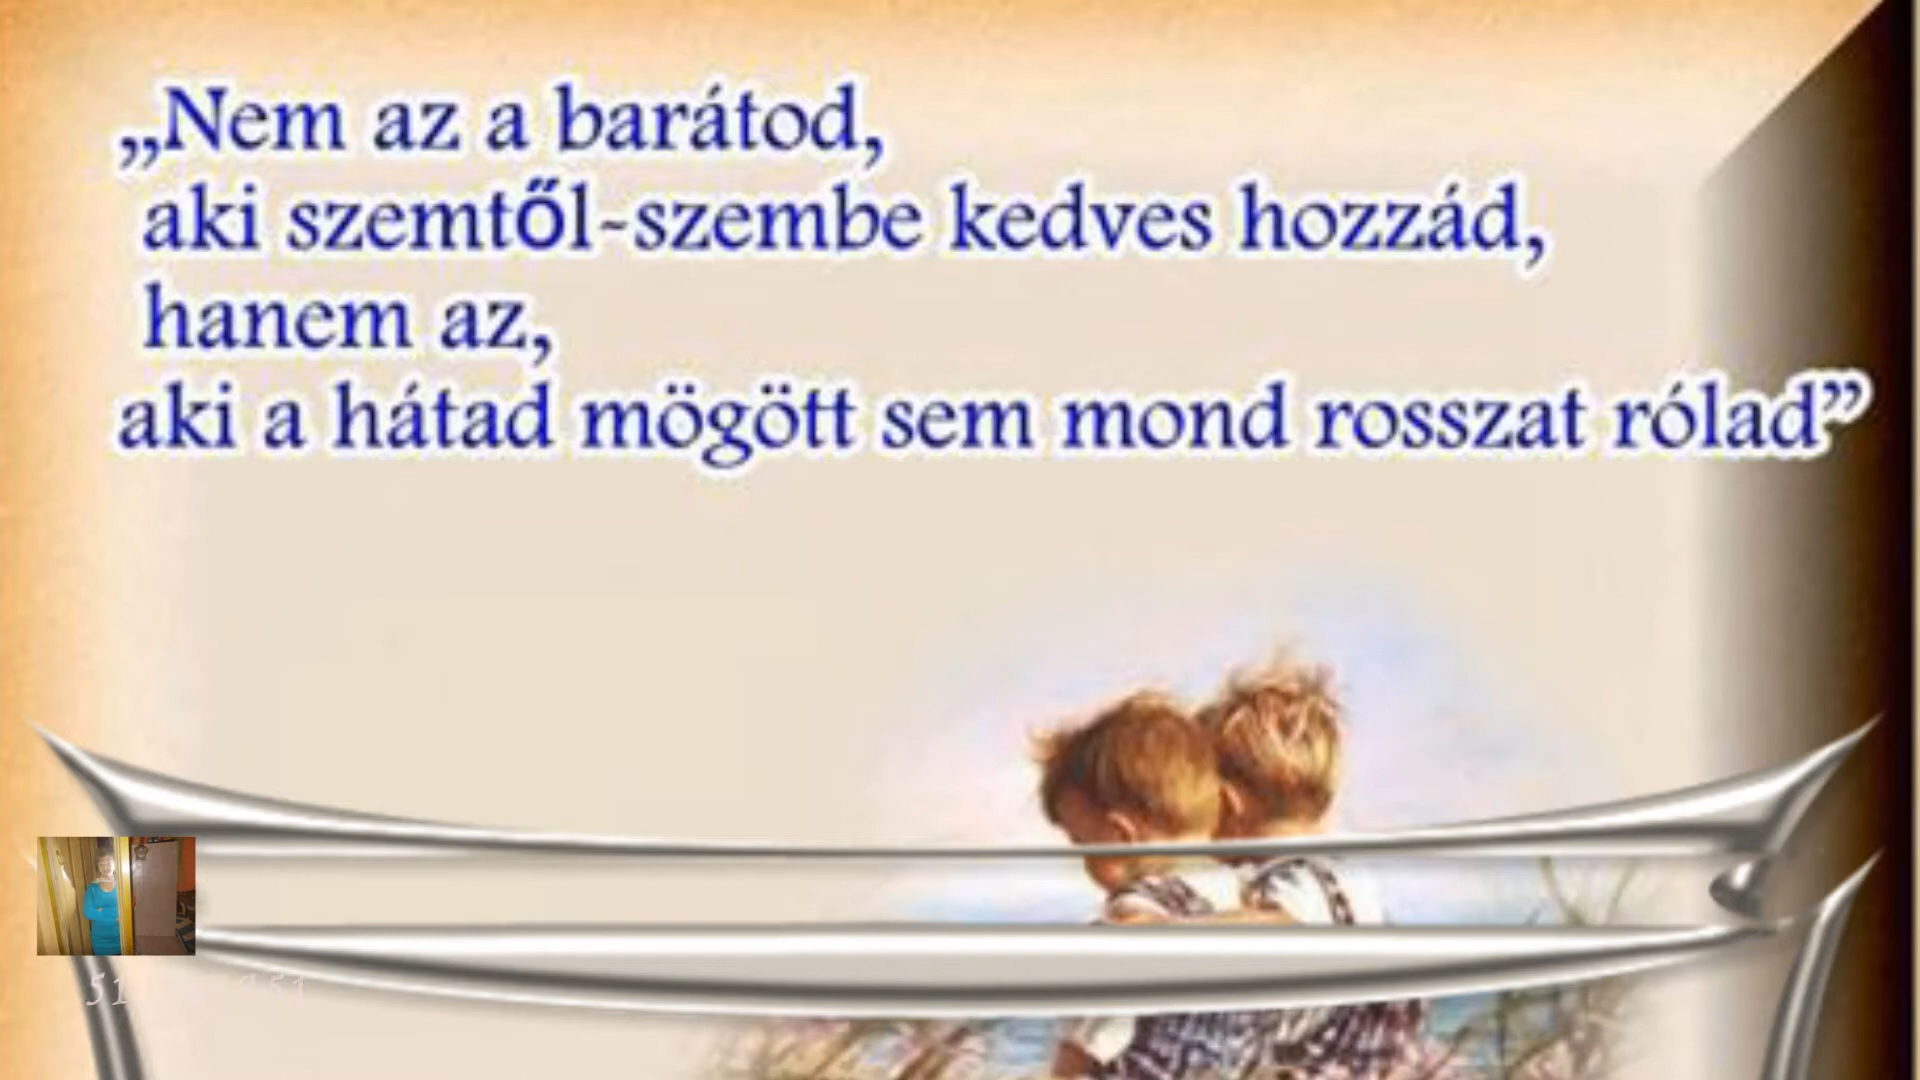 „Nem az a barátod,
aki szemtől-szembe kedves hozzád,
hanem az,
aki a hátad mögött sem mond rosszat rólad”